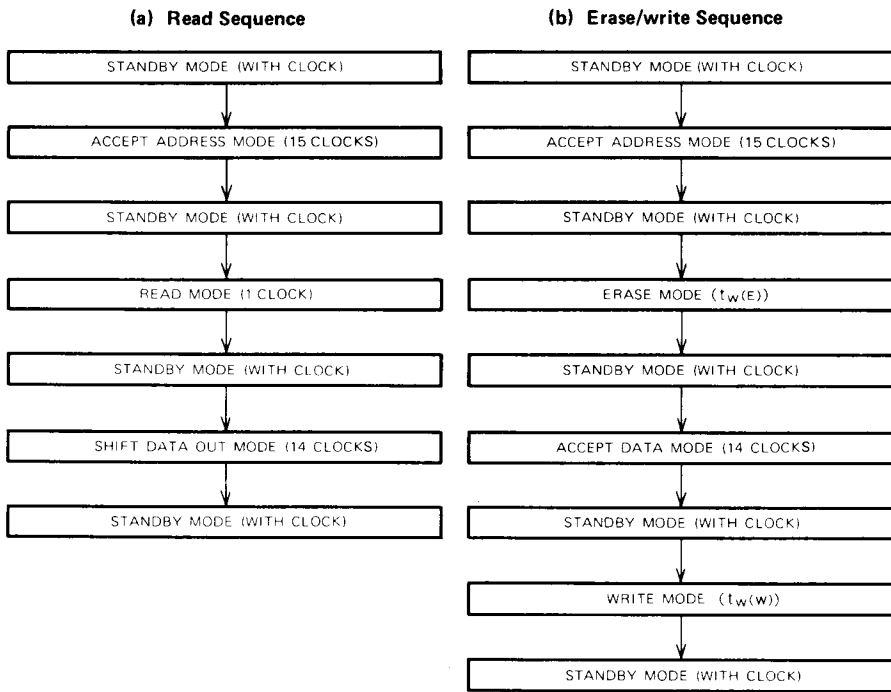 (a) Read Sequence
STANDBY MODE (WITH CLOCK)
ACCEPT ADDRESS MODE (15 CLOCKS)
STANDBY MODE (WITH CLOCK)
READ MODE (1 CLOCK)
STANDBY MODE (WITH CLOCK)
SHIFT DATA OUT MODE (14 CLOCKS)
STANDBY MODE (WITH CLOCK)
(b) Erase/write Sequence
STANDBY MODE (WITH CLOCK)
ACCEPT ADDRESS MODE (15 CLOCKS)
STANDBY MODE (WITH CLOCK)
ERASE MODE (tw(E))
STANDBY MODE (WITH CLOCK)
ACCEPT DATA MODE (14 CLOCKS)
STANDBY MODE (WITH CLOCK)
WRITE MODE (tw(w))
STANDBY MODE (WITH CLOCK)